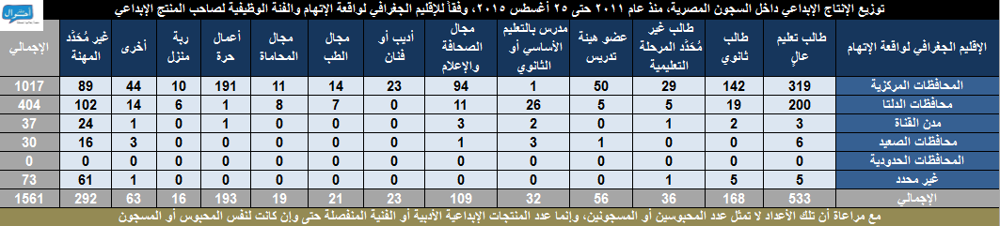 توزيع الإنتاج الإبداعي داخل السجون المصرية، منذ عام ٢٠١١ حتى ٢٥ أغسطس ٢٠١٥، وفقاً للإقليم الجغرافي لواقعة الإتهام والفئة الوظيفية لصاحب المنتج الإبداعي
الإقليم الجغرافي لواقعة الإتهام طالب تعليم عالٍ طالب ثانوي طالب غير مُحَدَّد المرحلة التعليمية عضو هيئة تدريس مدرس بالتعليم الأساسي أو الثانوي مجال الصحافة والإعلام أديب أو فنان مجال الطب مجال المحاماة أعمال حرة ربة منزل أخرى غير مُحَدَّد المهنة الإجمالي
المحافظات المركزية 319 142 29 50 1 94 23 14 11 191 10 44 89 1017
محافظات الدلتا 200 19 5 5 26 11 0 7 8 1 6 14 102 404
مدن القناة 3 2 1 0 2 3 0 0 0 1 0 1 24 37
محافظات الصعيد 6 0 0 1 3 1 0 0 0 0 0 3 16 30
المحافظات الحدودية 0 0 0 0 0 0 0 0 0 0 0 0 0 0
غير محدد 5 5 1 0 0 0 0 0 0 0 0 1 61 73
الإجمالي 533 168 36 56 32 109 23 21 19 193 16 63 292 1561
مع مراعاة أن تلك الأعداد لا تمثل عدد المحبوسين أو المسجونين، وإنما عدد المنتجات الإبداعية الأدبية أو الفنية المنفصلة حتى وإن كانت لنفس المحبوس أو المسجون